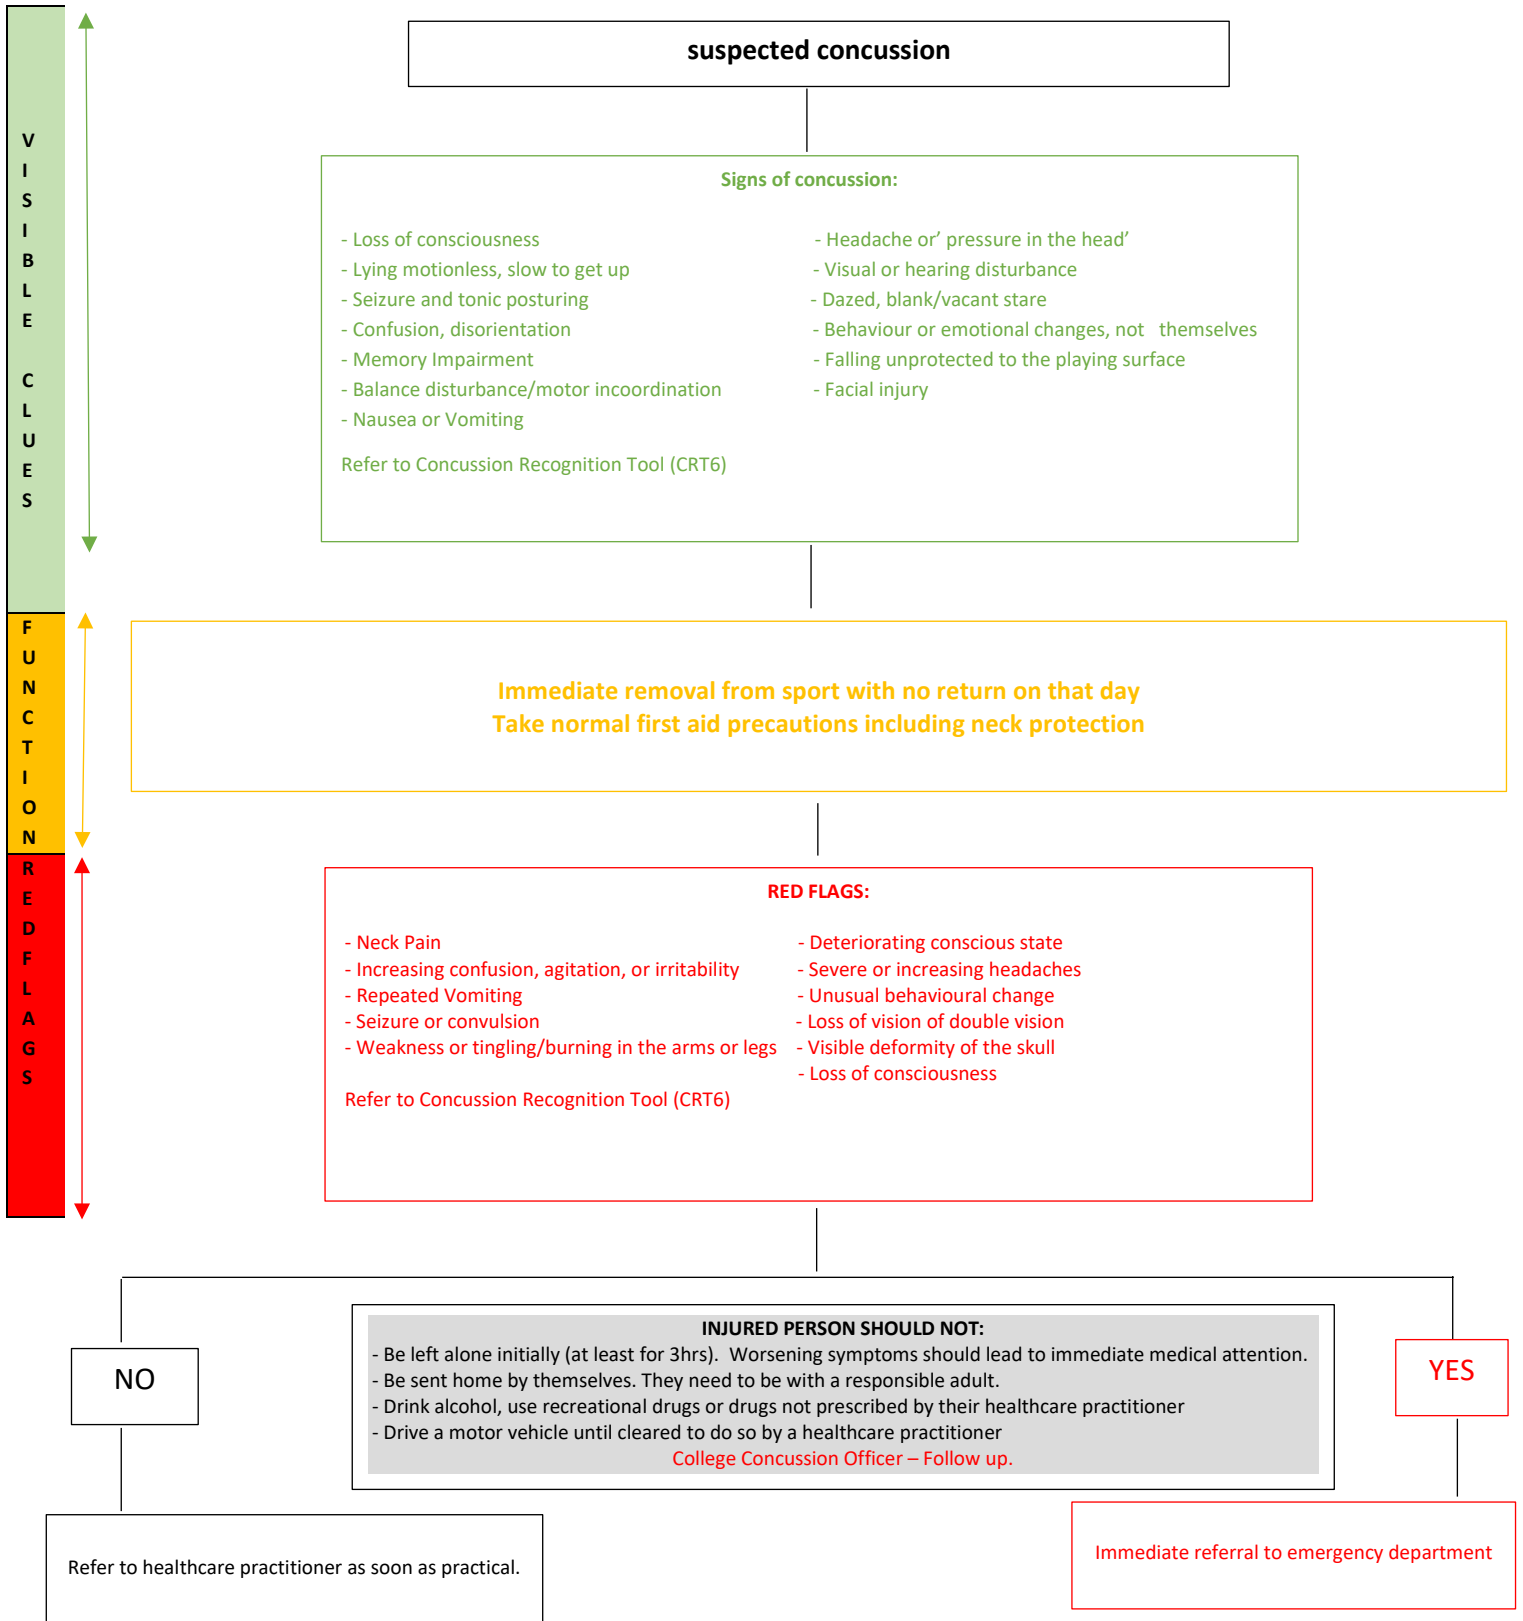 suspected concussion
VISIBLE CLUES
Signs of concussion:
- Loss of consciousness
- Lying motionless, slow to get up
- Seizure and tonic posturing
- Confusion, disorientation
- Memory Impairment
- Balance disturbance/motor incoordination
- Nausea or Vomiting
- Headache or’ pressure in the head’
- Visual or hearing disturbance
- Dazed, blank/vacant stare
- Behaviour or emotional changes, not themselves
- Falling unprotected to the playing surface
- Facial injury
Refer to Concussion Recognition Tool (CRT6)
FUNCTION
Immediate removal from sport with no return on that day
Take normal first aid precautions including neck protection
RED FLAGS
RED FLAGS:
- Neck Pain
- Increasing confusion, agitation, or irritability
- Repeated Vomiting
- Seizure or convulsion
- Weakness or tingling/burning in the arms or legs
- Deteriorating conscious state
- Severe or increasing headaches
- Unusual behavioural change
- Loss of vision of double vision
- Visible deformity of the skull
- Loss of consciousness
Refer to Concussion Recognition Tool (CRT6)
NO
INJURED PERSON SHOULD NOT:
- Be left alone initially (at least for 3hrs). Worsening symptoms should lead to immediate medical attention.
- Be sent home by themselves. They need to be with a responsible adult.
- Drink alcohol, use recreational drugs or drugs not prescribed by their healthcare practitioner
- Drive a motor vehicle until cleared to do so by a healthcare practitioner
College Concussion Officer – Follow up.
YES
Refer to healthcare practitioner as soon as practical.
Immediate referral to emergency department